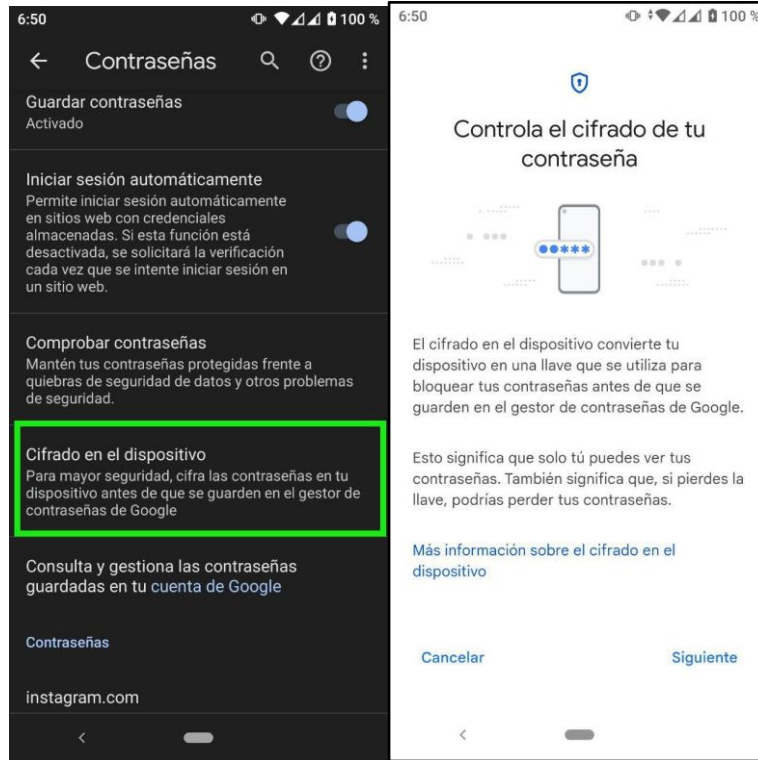 6:50
100 %
Contraseñas
Guardar contraseñas
Activado
Iniciar sesión automáticamente
Permite iniciar sesión automáticamente
en sitios web con credenciales
almacenadas. Si esta función está
desactivada, se solicitará la verificación
cada vez que se intente iniciar sesión en
un sitio web.
Comprobar contraseñas
Mantén tus contraseñas protegidas frente a
quiebras de seguridad de datos y otros problemas
de seguridad.
Cifrado en el dispositivo
Para mayor seguridad, cifra las contraseñas en tu
dispositivo antes de que se guarden en el gestor de
contraseñas de Google
Consulta y gestiona las contraseñas
guardadas en tu cuenta de Google
Contraseñas
instagram.com
6:50
100 %
Controla el cifrado de tu
contraseña
El cifrado en el dispositivo convierte tu
dispositivo en una llave que se utiliza para
bloquear tus contraseñas antes de que se
guarden en el gestor de contraseñas de Google.
Esto significa que solo tú puedes ver tus
contraseñas. También significa que, si pierdes la
llave, podrías perder tus contraseñas.
Más información sobre el cifrado en el
dispositivo
Cancelar
Siguiente